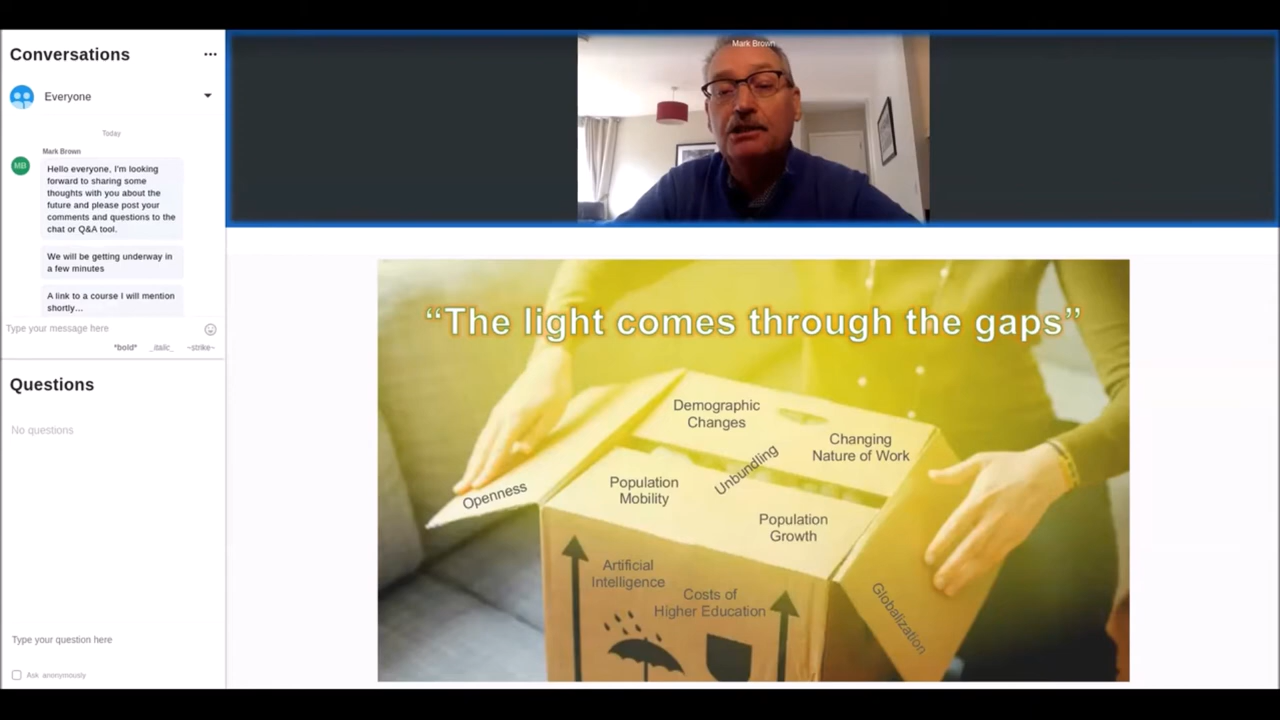 Conversations
Everyone
Today
Mark Brown
MB
Hello everyone, I'm looking
forward to sharing some
thoughts with you about the
future and please post your
comments and questions to the
chat or Q&A tool.
We will be getting underway in
a few minutes
A link to a course I will mention
shortly...
Type your message here
*bold* _italic_ ~strike~
Questions
No questions
Type your question here
Ask anonymously
Mark Brown
“The light comes through the gaps”
Demographic
Changes
Changing
Nature of Work
Unbundling
Population
Mobility
Openness
Population
Growth
Artificial
Intelligence
Costs of
Higher Education
Globalization